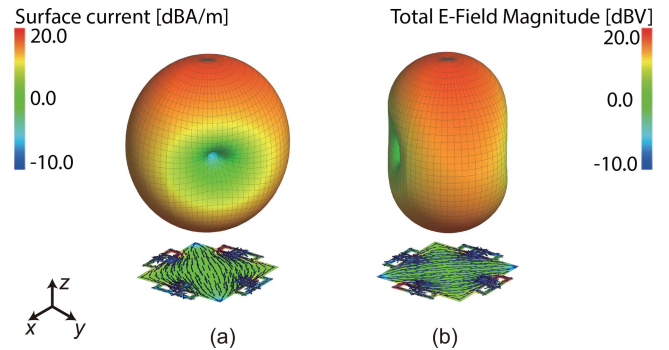 Surface current [dBA/m]
Total E-Field Magnitude [dBV]
20.0
20.0
0.0
0.0
-10.0
-10.0
z
x
y
(a)
(b)